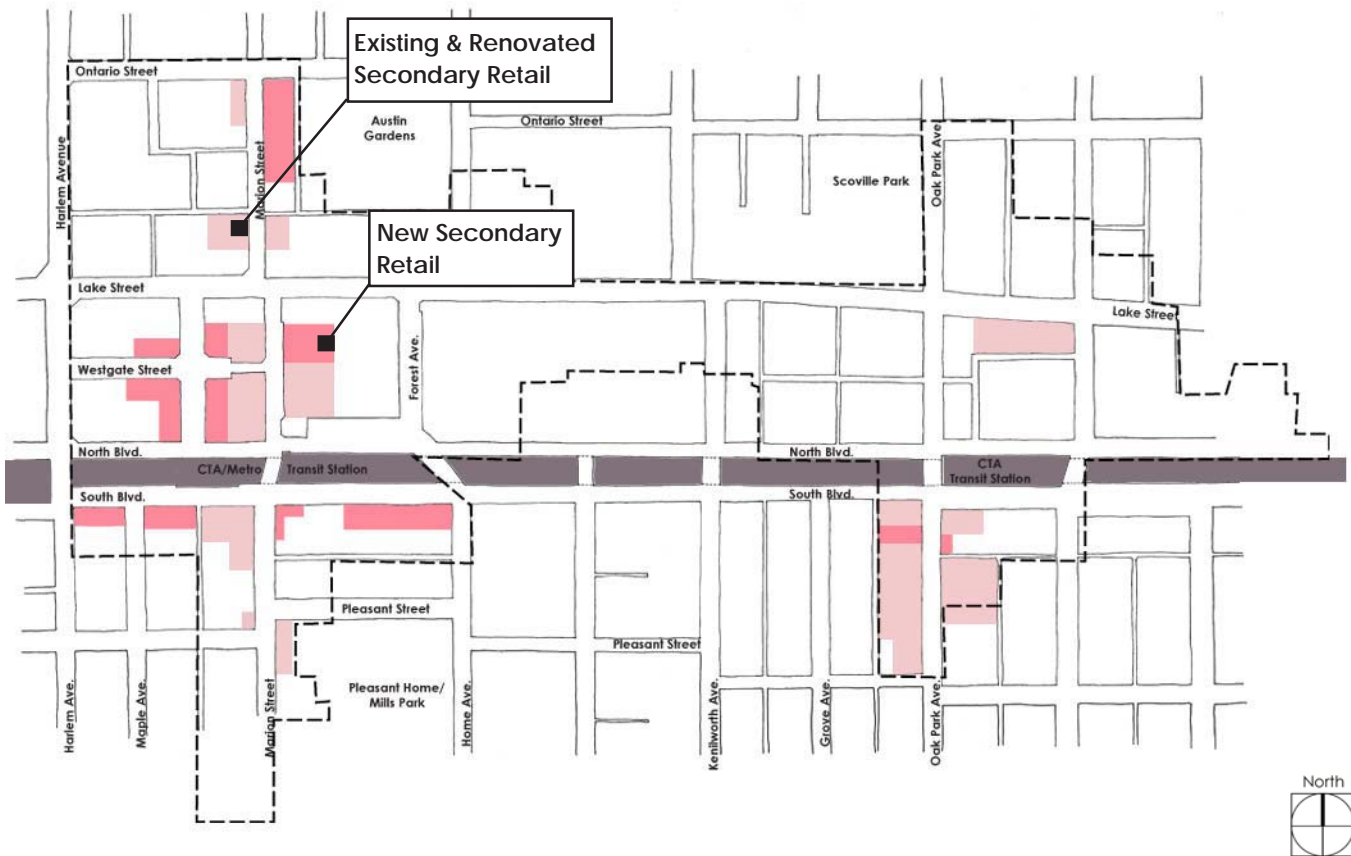 Existing & Renovated
Secondary Retail
Ontario Street
Austin
Gardens
Ontario Street
Oak Park Ave.
Scoville Park
Harlem Avenue
Marion Street
New Secondary
Retail
Lake Street
Lake Street
Westgate Street
Forest Ave.
North Blvd.
North Blvd.
CTA/Metro
Transit Station
CTA
Transit Station
South Blvd.
South Blvd.
Pleasant Street
Pleasant Street
Pleasant Home/
Mills Park
Harlem Ave.
Maple Ave.
Marion Street
Home Ave.
Kenilworth Ave.
Grove Ave.
Oak Park Ave.
North